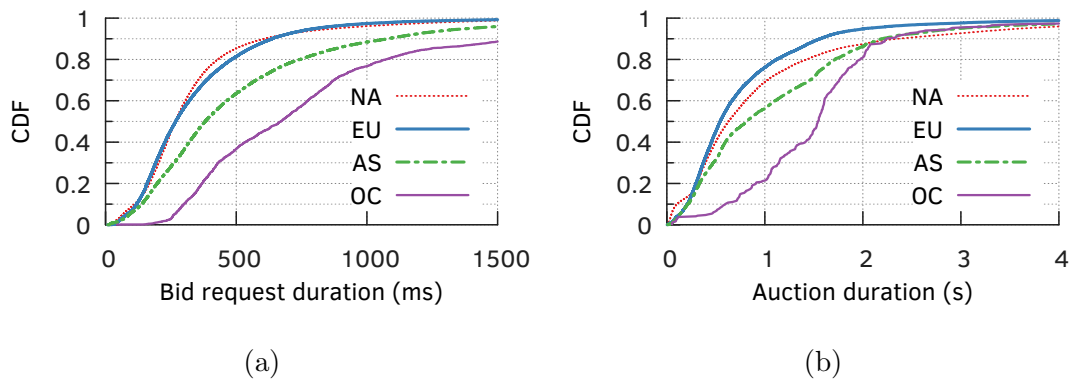 CDF
1
0.8
0.6
0.4
0.2
0
NA
EU
AS
OC
0 500 1000 1500
Bid request duration (ms)
(a)
CDF
1
0.8
0.6
0.4
0.2
0
NA
EU
AS
OC
0 1 2 3 4
Auction duration (s)
(b)